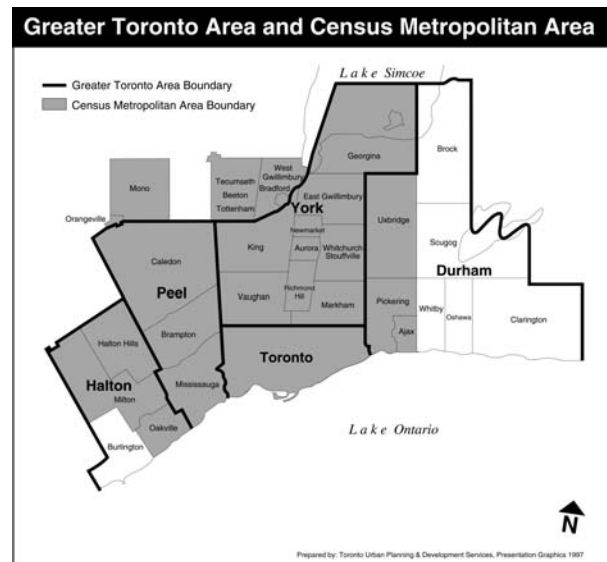 Greater Toronto Area and Census Metropolitan Area
Greater Toronto Area Boundary
Census Metropolitan Area Boundary
Lake Simcoe
Brock
Georgina
Mono
Orangeville
Tecumseth
Beeton
Tottenham
West
Gwillimbury
Bradford
East Gwillimbury
York
Newmarket
Uxbridge
King
Aurora
Whitchurch
Stouffville
Sougog
Durham
Caledon
Peel
Vaughan
Richmond
Hill
Markham
Pickering
Ajax
Whitby
Oshawa
Clarington
Halton Hills
Brampton
Toronto
Halton
Milton
Mississauga
Oakville
Burlington
Lake Ontario
N
Prepared by: Toronto Urban Planning & Development Services, Presentation Graphics 1997